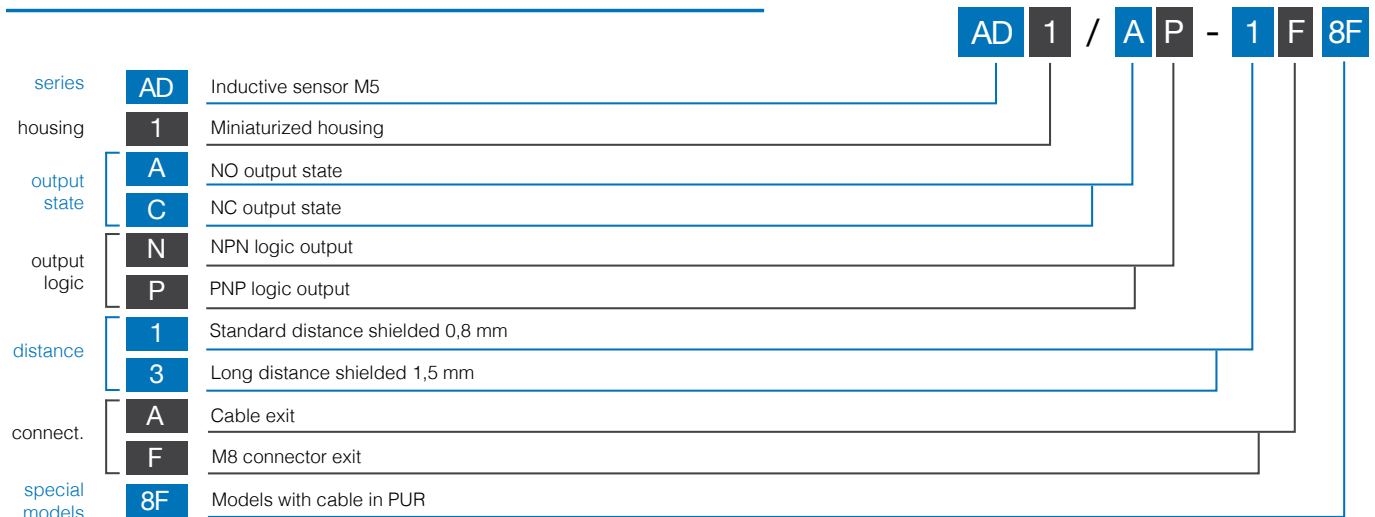 AD 1 / A P - 1 F 8F
series AD Inductive sensor M5
housing 1 Miniaturized housing
output state
A NO output state
C NC output state
output logic
N NPN logic output
P PNP logic output
distance
1 Standard distance shielded 0,8 mm
3 Long distance shielded 1,5 mm
connect.
A Cable exit
F M8 connector exit
special models
8F Models with cable in PUR